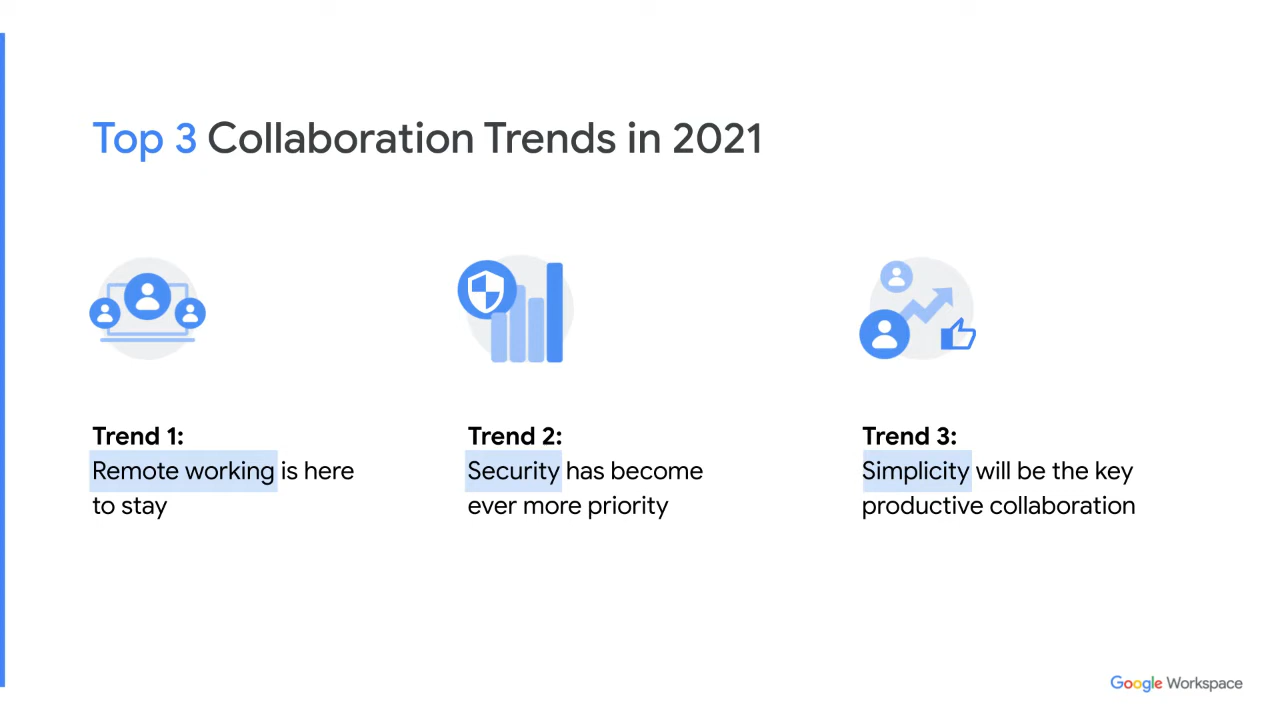 Top 3 Collaboration Trends in 2021
Trend 1:
Remote working is here
to stay
Trend 2:
Security has become
ever more priority
Trend 3:
Simplicity will be the key
productive collaboration
Google Workspace